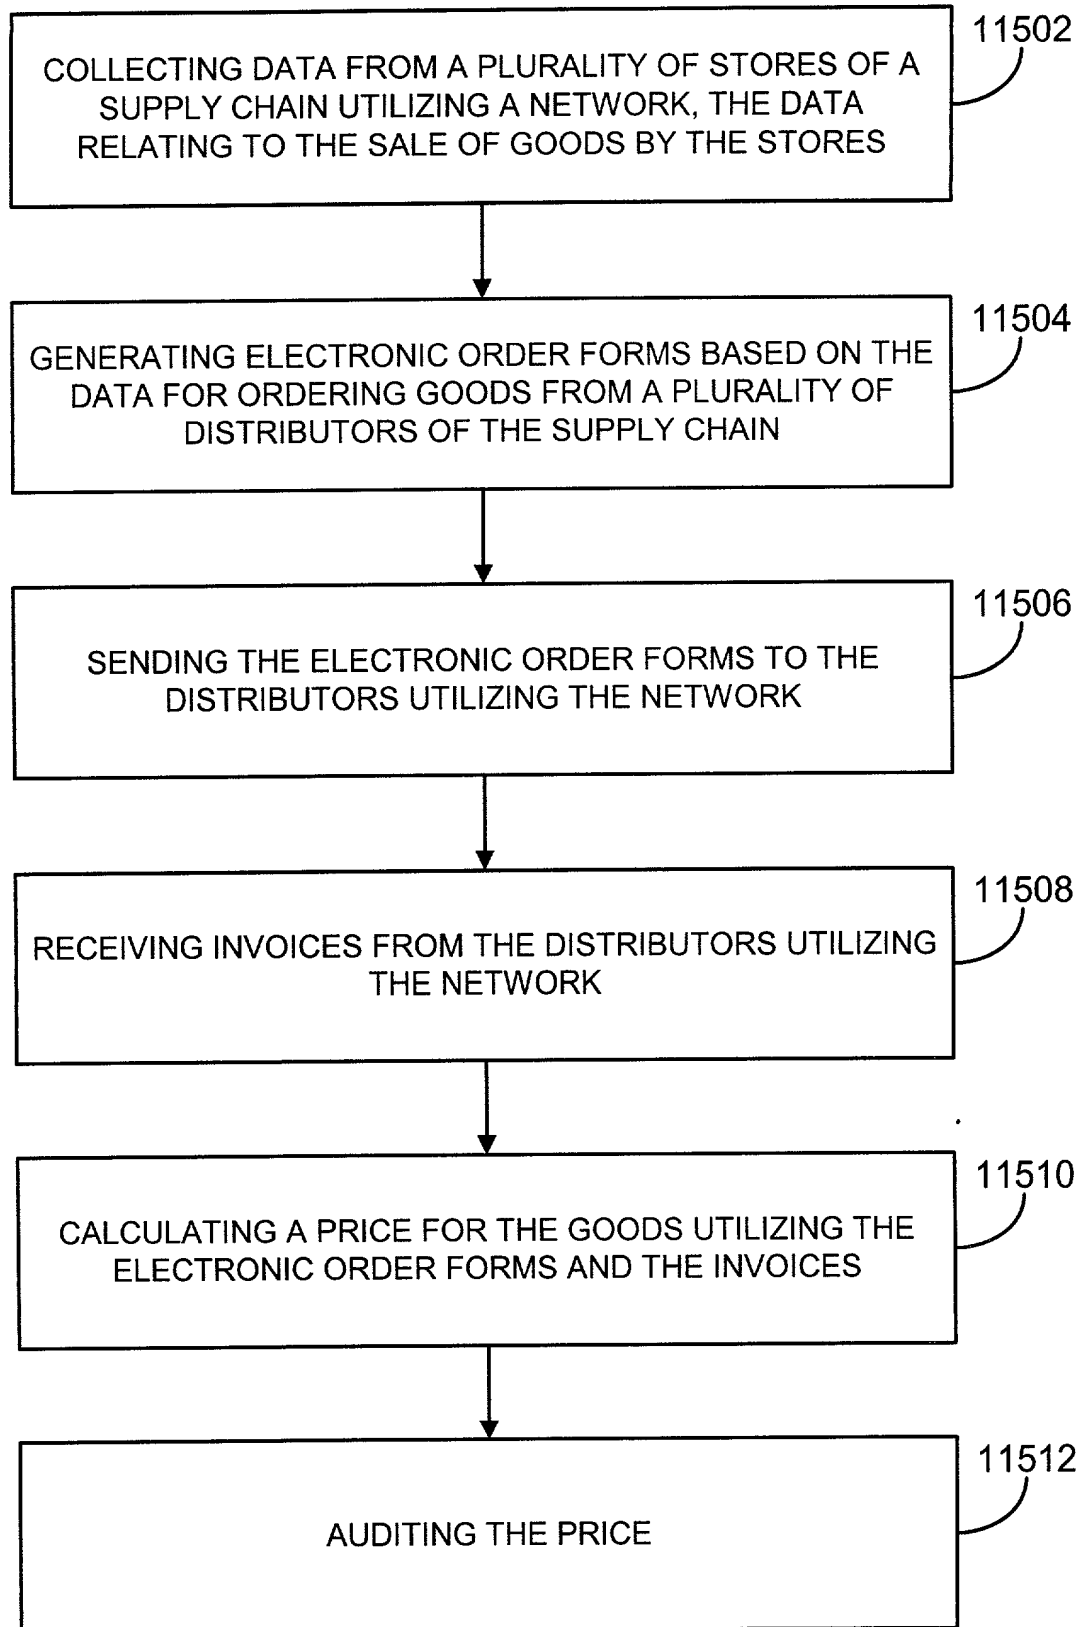 11502
COLLECTING DATA FROM A PLURALITY OF STORES OF A
SUPPLY CHAIN UTILIZING A NETWORK, THE DATA
RELATING TO THE SALE OF GOODS BY THE STORES
11504
GENERATING ELECTRONIC ORDER FORMS BASED ON THE
DATA FOR ORDERING GOODS FROM A PLURALITY OF
DISTRIBUTORS OF THE SUPPLY CHAIN
11506
SENDING THE ELECTRONIC ORDER FORMS TO THE
DISTRIBUTORS UTILIZING THE NETWORK
11508
RECEIVING INVOICES FROM THE DISTRIBUTORS UTILIZING
THE NETWORK
11510
CALCULATING A PRICE FOR THE GOODS UTILIZING THE
ELECTRONIC ORDER FORMS AND THE INVOICES
11512
AUDITING THE PRICE